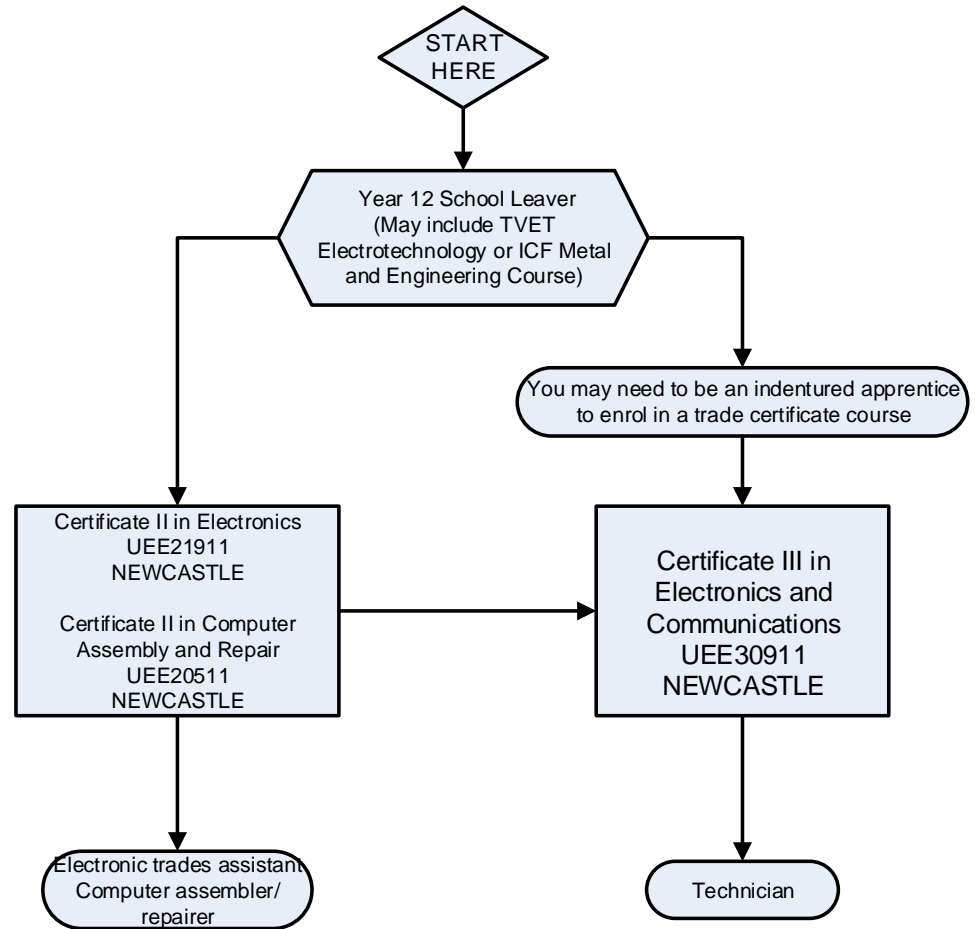 START
HERE
Year 12 School Leaver
(May include TVET
Electrotechnology or ICF Metal
and Engineering Course)
You may need to be an indentured apprentice
to enrol in a trade certificate course
Certificate II in Electronics
UEE21911
NEWCASTLE
Certificate II in Computer
Assembly and Repair
UEE20511
NEWCASTLE
Certificate III in
Electronics and
Communications
UEE30911
NEWCASTLE
Electronic trades assistant
Computer assembler/
repairer
Technician